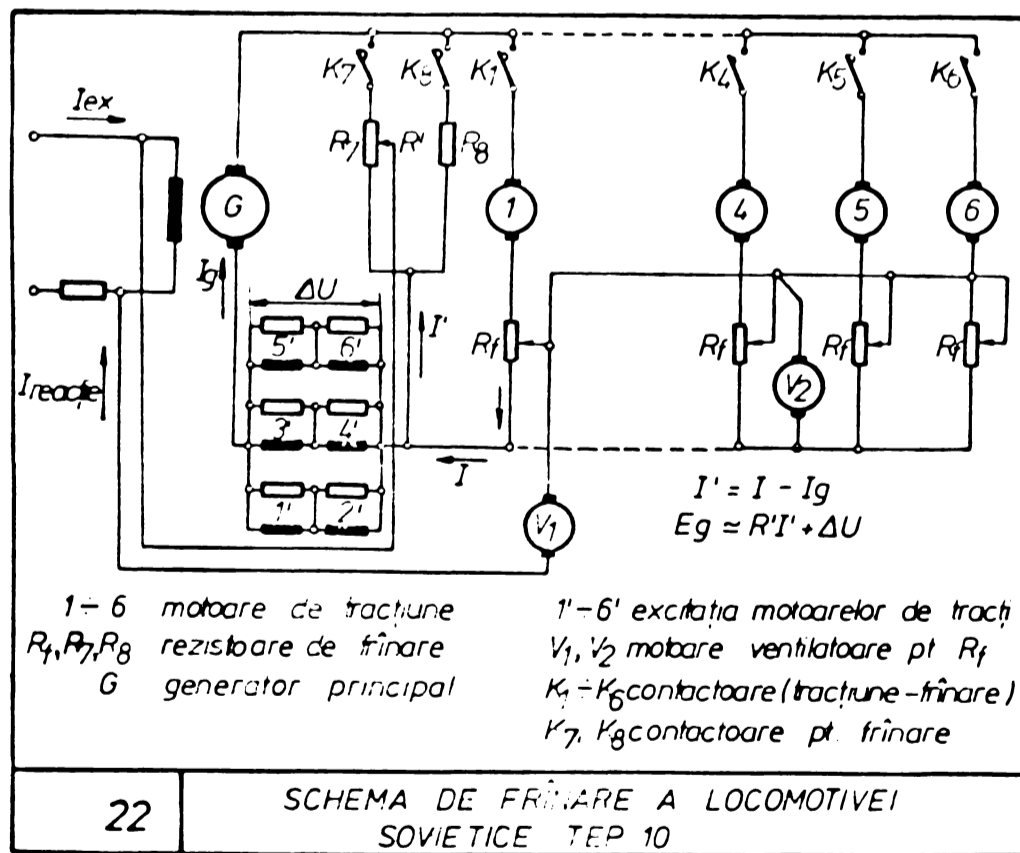 K7 K8 K1 K4 K5 K6
Iex
R7 R' R8
G 1 4 5 6
Ig
ΔU
I'
5' 6'
Rf Rf Rf Rf
V2
I reacție
3' 4'
I
I' = I - Ig
1' 2'
V1
Eg ≃ R'I' + ΔU
1 ÷ 6 motoare de tracțiune
Rf, R7, R8 rezistoare de frînare
G generator principal
1'-6' excitația motoarelor de tracți
V1, V2 motoare ventilatoare pt Rf
K1 ÷ K6 contactoare (tracțiune-frînare)
K7, K8 contactoare pt. frînare
22
SCHEMA DE FRÎNARE A LOCOMOTIVEI
SOVIETICE TEP 10